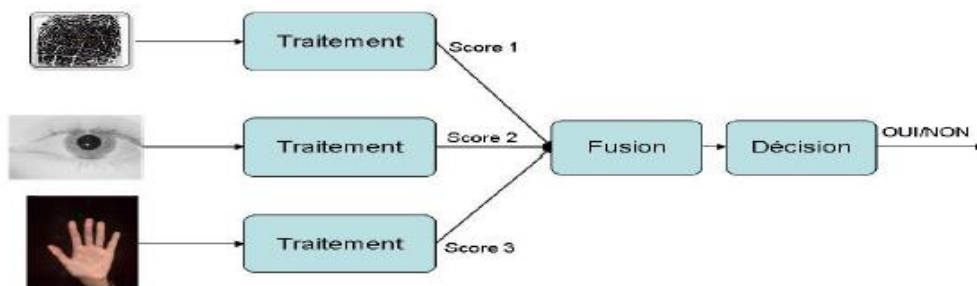 Traitement
Score 1
Traitement
Score 2
Fusion
Décision
OUI/NON
Traitement
Score 3